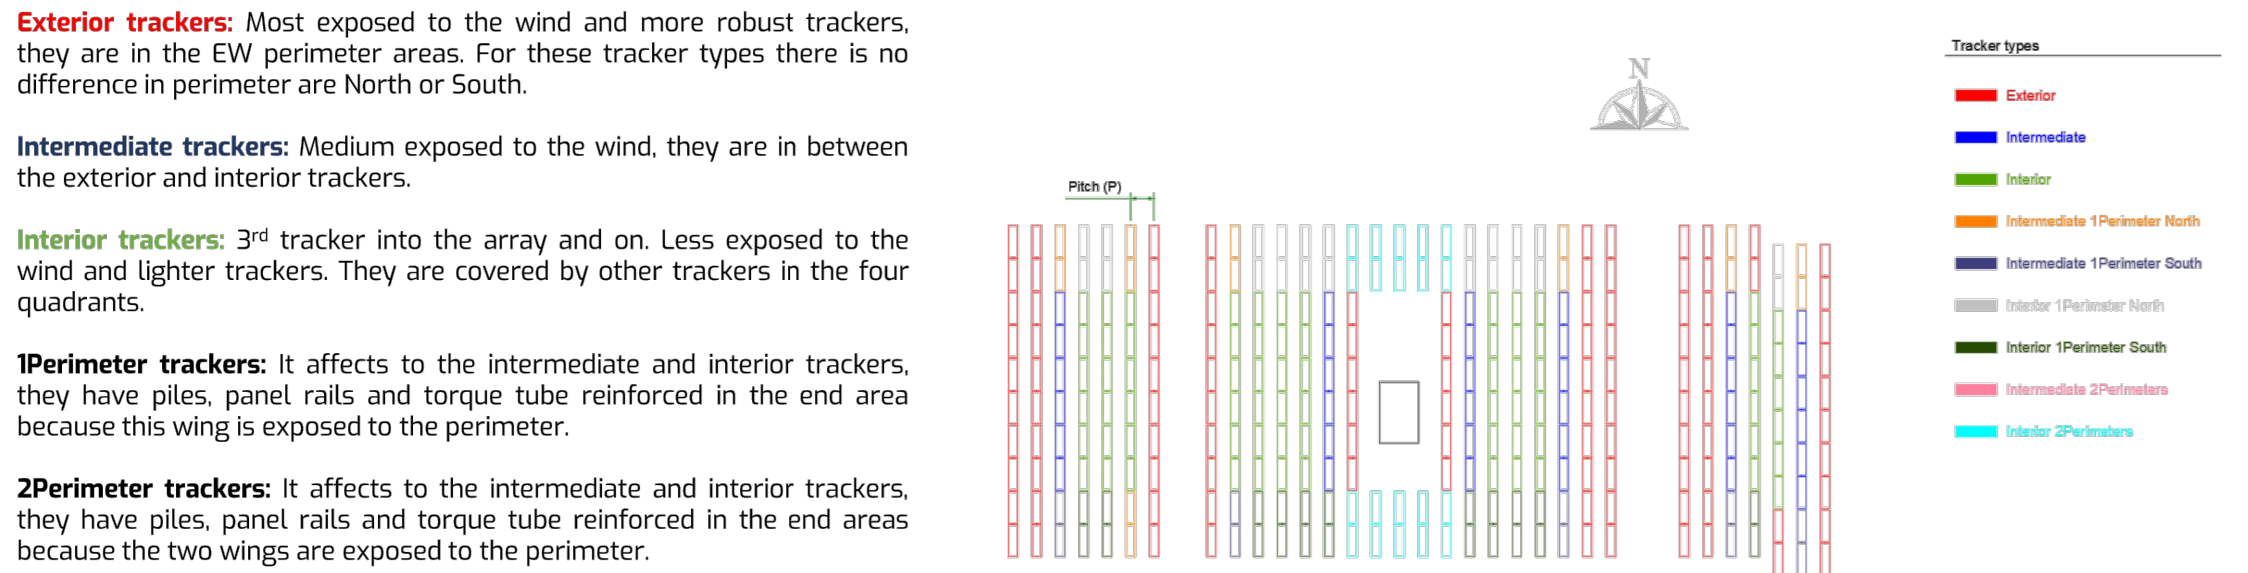 Exterior trackers: Most exposed to the wind and more robust trackers,
they are in the EW perimeter areas. For these tracker types there is no
difference in perimeter are North or South.
Intermediate trackers: Medium exposed to the wind, they are in between
the exterior and interior trackers.
Interior trackers: 3rd tracker into the array and on. Less exposed to the
wind and lighter trackers. They are covered by other trackers in the four
quadrants.
1Perimeter trackers: It affects to the intermediate and interior trackers,
they have piles, panel rails and torque tube reinforced in the end area
because this wing is exposed to the perimeter.
2Perimeter trackers: It affects to the intermediate and interior trackers,
they have piles, panel rails and torque tube reinforced in the end areas
because the two wings are exposed to the perimeter.
N
Pitch (P)
Tracker types
Exterior
Intermediate
Interior
Intermediate 1Perimeter North
Intermediate 1Perimeter South
Interior 1Perimeter North
Interior 1Perimeter South
Intermediate 2Perimeters
Interior 2Perimeters